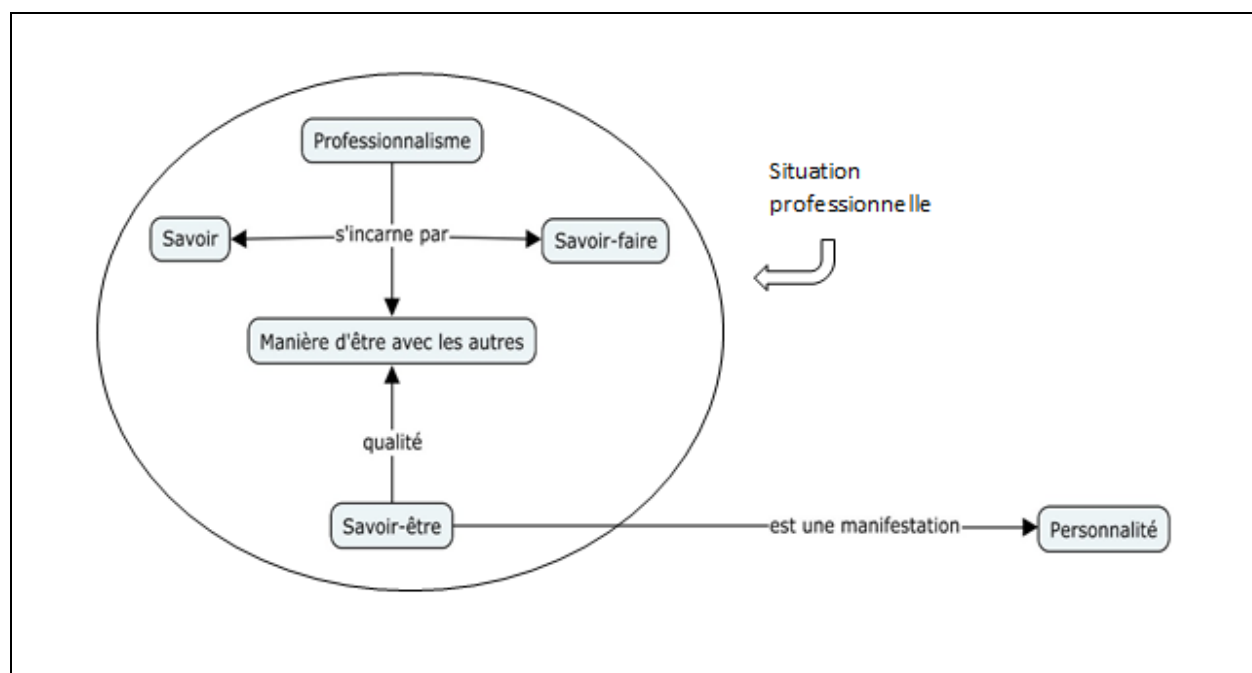 Professionnalisme
Situation
professionnelle
Savoir
s'incarne par
Savoir-faire
Manière d'être avec les autres
qualité
Savoir-être
est une manifestation
Personnalité